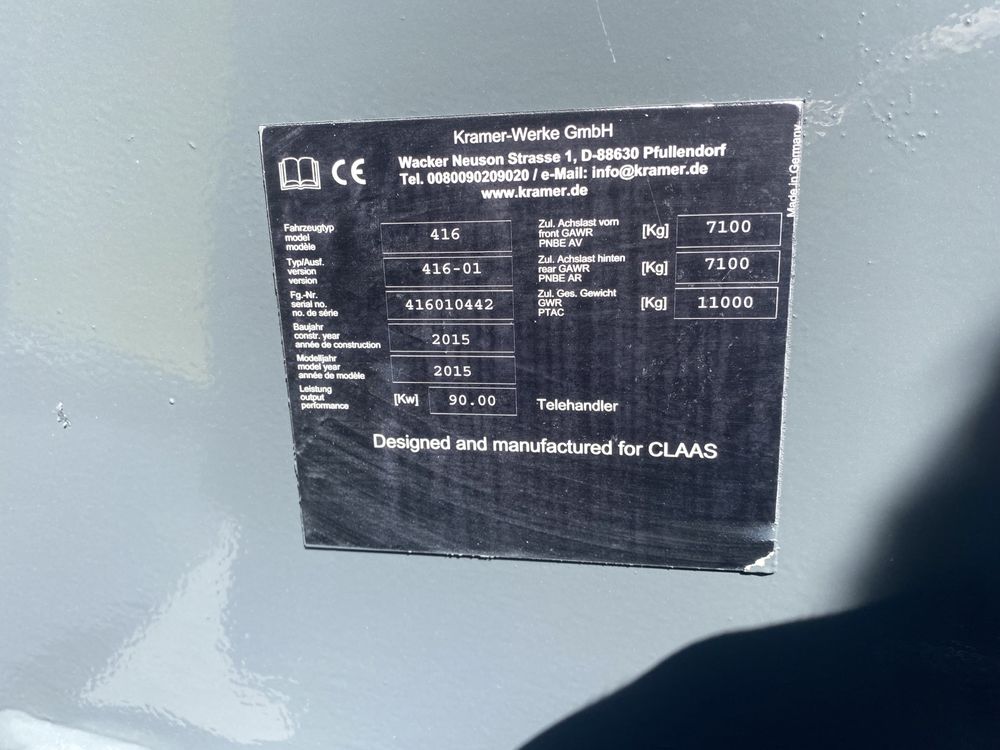 Kramer-Werke GmbH
CE
Wacker Neuson Strasse 1, D-88630 Pfullendorf
Tel. 0080090209020 / e-Mail: info@kramer.de
www.kramer.de
Made in Germany
Fahrzeugtyp
model
modèle
416
Typ/Ausf.
version
version
416-01
Fg.-Nr.
serial no.
no. de série
416010442
Baujahr
constr. year
année de construction
2015
Modelljahr
model year
année de modèle
2015
Leistung
output
performance
[Kw]
90.00
Zul. Achslast vorn
front GAWR
PNBE AV
[Kg]
7100
Zul. Achslast hinten
rear GAWR
PNBE AR
[Kg]
7100
Zul. Ges. Gewicht
GWR
PTAC
[Kg]
11000
Telehandler
Designed and manufactured for CLAAS